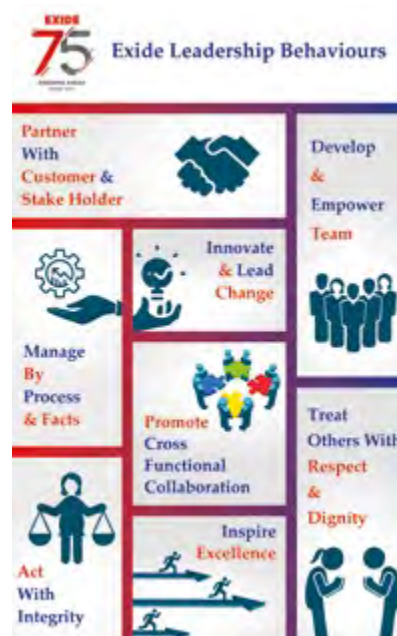 EXIDE
75
Exide Leadership Behaviours
Partner
With
Customer &
Stake Holder
Develop
&
Empower
Team
Innovate
& Lead
Change
Manage
By
Process
& Facts
Promote
Cross
Functional
Collaboration
Treat
Others With
Respect
&
Dignity
Act
With
Integrity
Inspire
Excellence